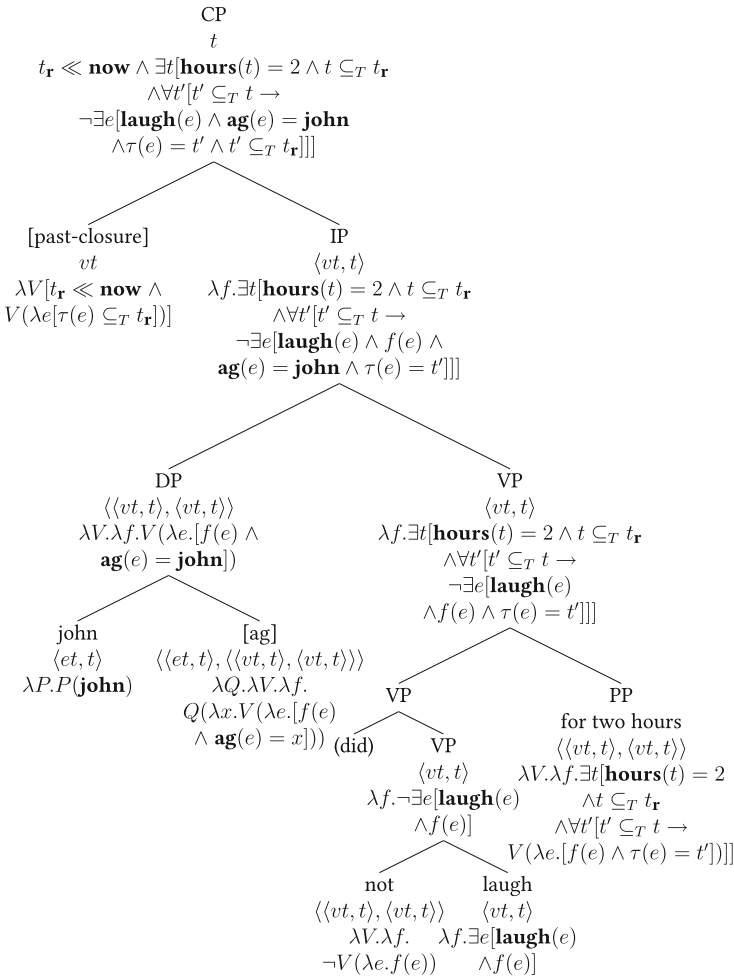 CP
t
t_r ≪ now ∧ ∃t[hours(t) = 2 ∧ t ⊆_T t_r
∧∀t′[t′ ⊆_T t →
¬∃e[laugh(e) ∧ ag(e) = john
∧τ(e) = t′ ∧ t′ ⊆_T t_r]]]
[past-closure]
vt
λV[t_r ≪ now ∧
V(λe[τ(e) ⊆_T t_r])]
IP
⟨vt, t⟩
λf.∃t[hours(t) = 2 ∧ t ⊆_T t_r
∧∀t′[t′ ⊆_T t →
¬∃e[laugh(e) ∧ f(e) ∧
ag(e) = john ∧ τ(e) = t′]]]
DP
⟨⟨vt, t⟩, ⟨vt, t⟩⟩
λV.λf.V(λe.[f(e) ∧
ag(e) = john])
VP
⟨vt, t⟩
λf.∃t[hours(t) = 2 ∧ t ⊆_T t_r
∧∀t′[t′ ⊆_T t →
¬∃e[laugh(e)
∧f(e) ∧ τ(e) = t′]]]
john
⟨et, t⟩
λP.P(john)
[ag]
⟨⟨et, t⟩, ⟨⟨vt, t⟩, ⟨vt, t⟩⟩⟩
λQ.λV.λf.
Q(λx.V(λe.[f(e)
∧ ag(e) = x]))
VP
(did)
VP
⟨vt, t⟩
λf.¬∃e[laugh(e)
∧f(e)]
PP
for two hours
⟨⟨vt, t⟩, ⟨vt, t⟩⟩
λV.λf.∃t[hours(t) = 2
∧t ⊆_T t_r
∧∀t′[t′ ⊆_T t →
V(λe.[f(e) ∧ τ(e) = t′])]]
not
⟨⟨vt, t⟩, ⟨vt, t⟩⟩
λV.λf.
¬V(λe.f(e))
laugh
⟨vt, t⟩
λf.∃e[laugh(e)
∧f(e)]